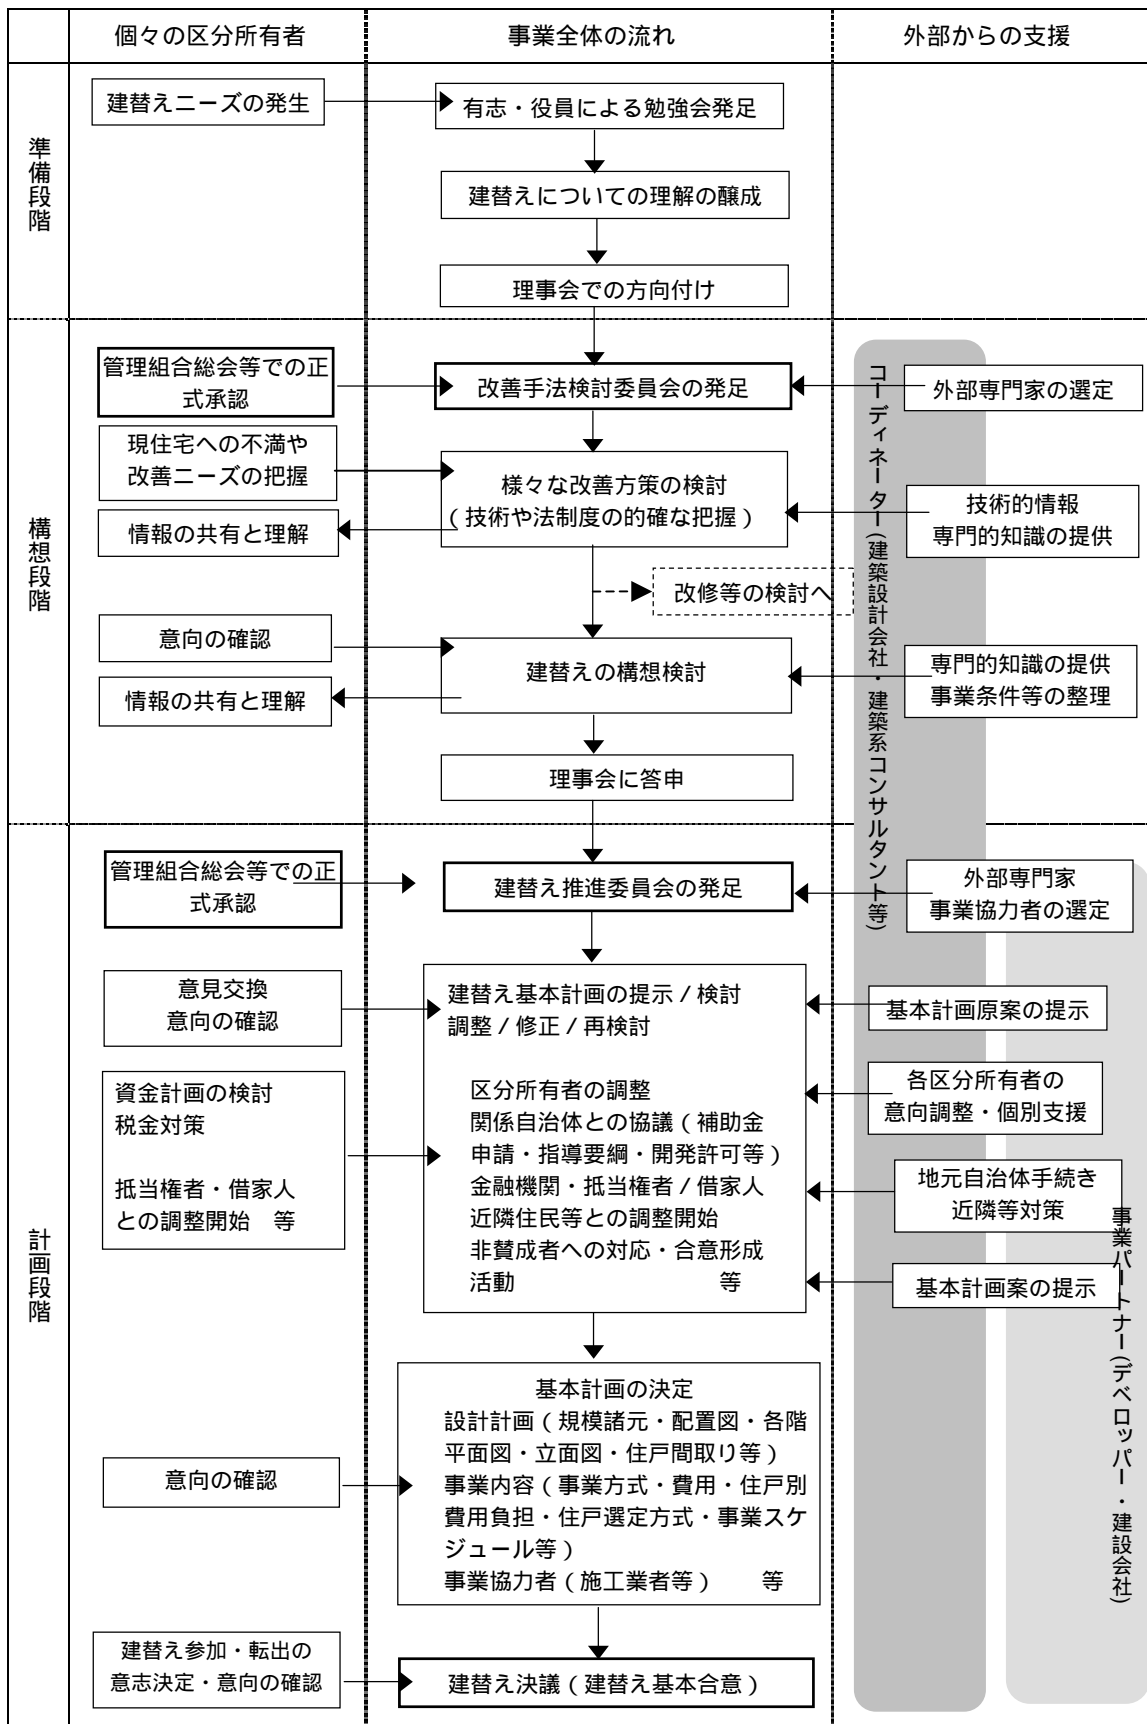 個々の区分所有者
事業全体の流れ
外部からの支援
準備段階
建替えニーズの発生
有志・役員による勉強会発足
建替えについての理解の醸成
理事会での方向付け
構想段階
管理組合総会等での正
式承認
改善手法検討委員会の発足
外部専門家の選定
現住宅への不満や
改善ニーズの把握
様々な改善方策の検討
(技術や法制度の的確な把握)
技術的情報
専門的知識の提供
情報の共有と理解
改修等の検討へ
意向の確認
建替えの構想検討
専門的知識の提供
事業条件等の整理
情報の共有と理解
理事会に答申
コーディネーター(建築設計会社・建築系コンサルタント等)
計画段階
管理組合総会等での正
式承認
建替え推進委員会の発足
外部専門家
事業協力者の選定
意見交換
意向の確認
建替え基本計画の提示/検討
調整/修正/再検討
基本計画原案の提示
資金計画の検討
税金対策
抵当権者・借家人
との調整開始 等
区分所有者の調整
関係自治体との協議(補助金
申請・指導要綱・開発許可等)
金融機関・抵当権者/借家人
近隣住民等との調整開始
非賛成者への対応・合意形成
活動 等
各区分所有者の
意向調整・個別支援
地元自治体手続き
近隣等対策
基本計画案の提示
事業パートナー(デベロッパー・建設会社)
意向の確認
基本計画の決定
設計計画(規模諸元・配置図・各階
平面図・立面図・住戸間取り等)
事業内容(事業方式・費用・住戸別
費用負担・住戸選定方式・事業スケ
ジュール等)
事業協力者(施工業者等) 等
建替え参加・転出の
意志決定・意向の確認
建替え決議(建替え基本合意)